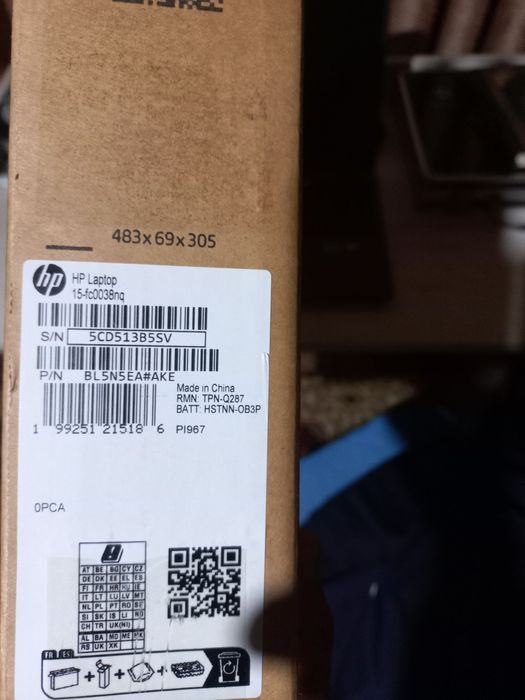 483x69x305
hp HP Laptop
15-fc0038nq
S/N 5CD513B5SV
P/N BL5N5EA#AKE
Made in China
RMN: TPN-Q287
BATT: HSTNN-OB3P
1 99251 21518 6 PI967
0PCA
AT BE BG CY CZ
DE DK EE EL ES
FI FR HR HU IE
IT LT LU LV MT
NL PL PT RO SE
SI SK IS LI NO
CH TR UK(NI)
AL BA MD ME MK
RS UK XK
FR ES